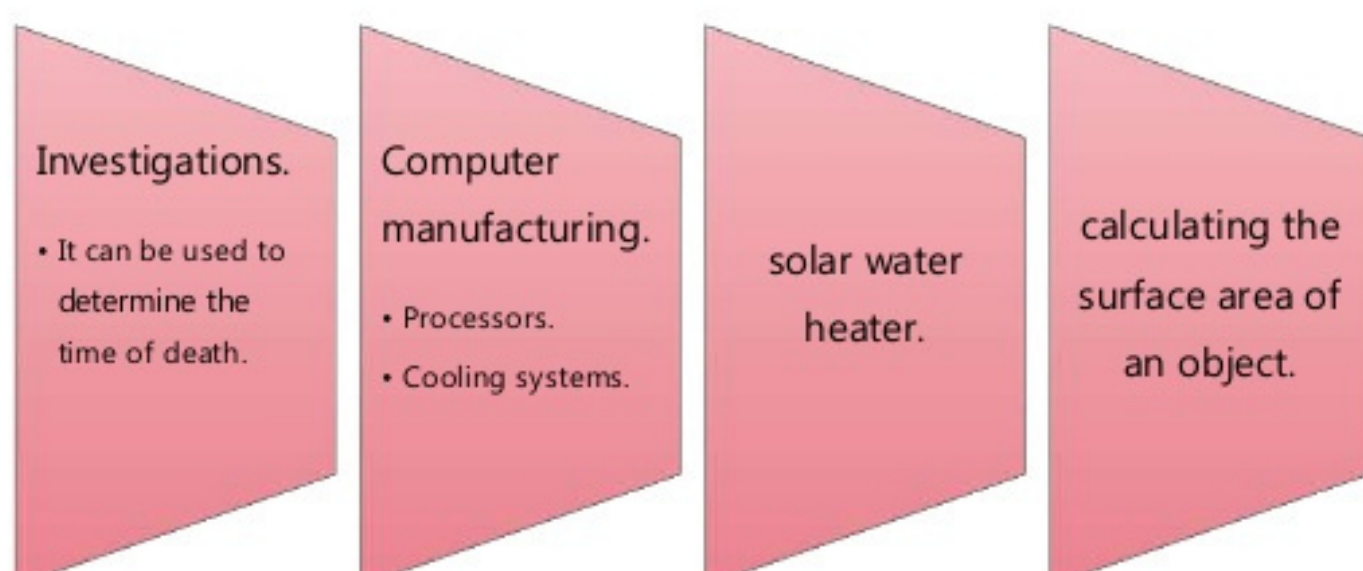 Investigations.
• It can be used to
determine the
time of death.
Computer
manufacturing.
• Processors.
• Cooling systems.
solar water
heater.
calculating the
surface area of
an object.